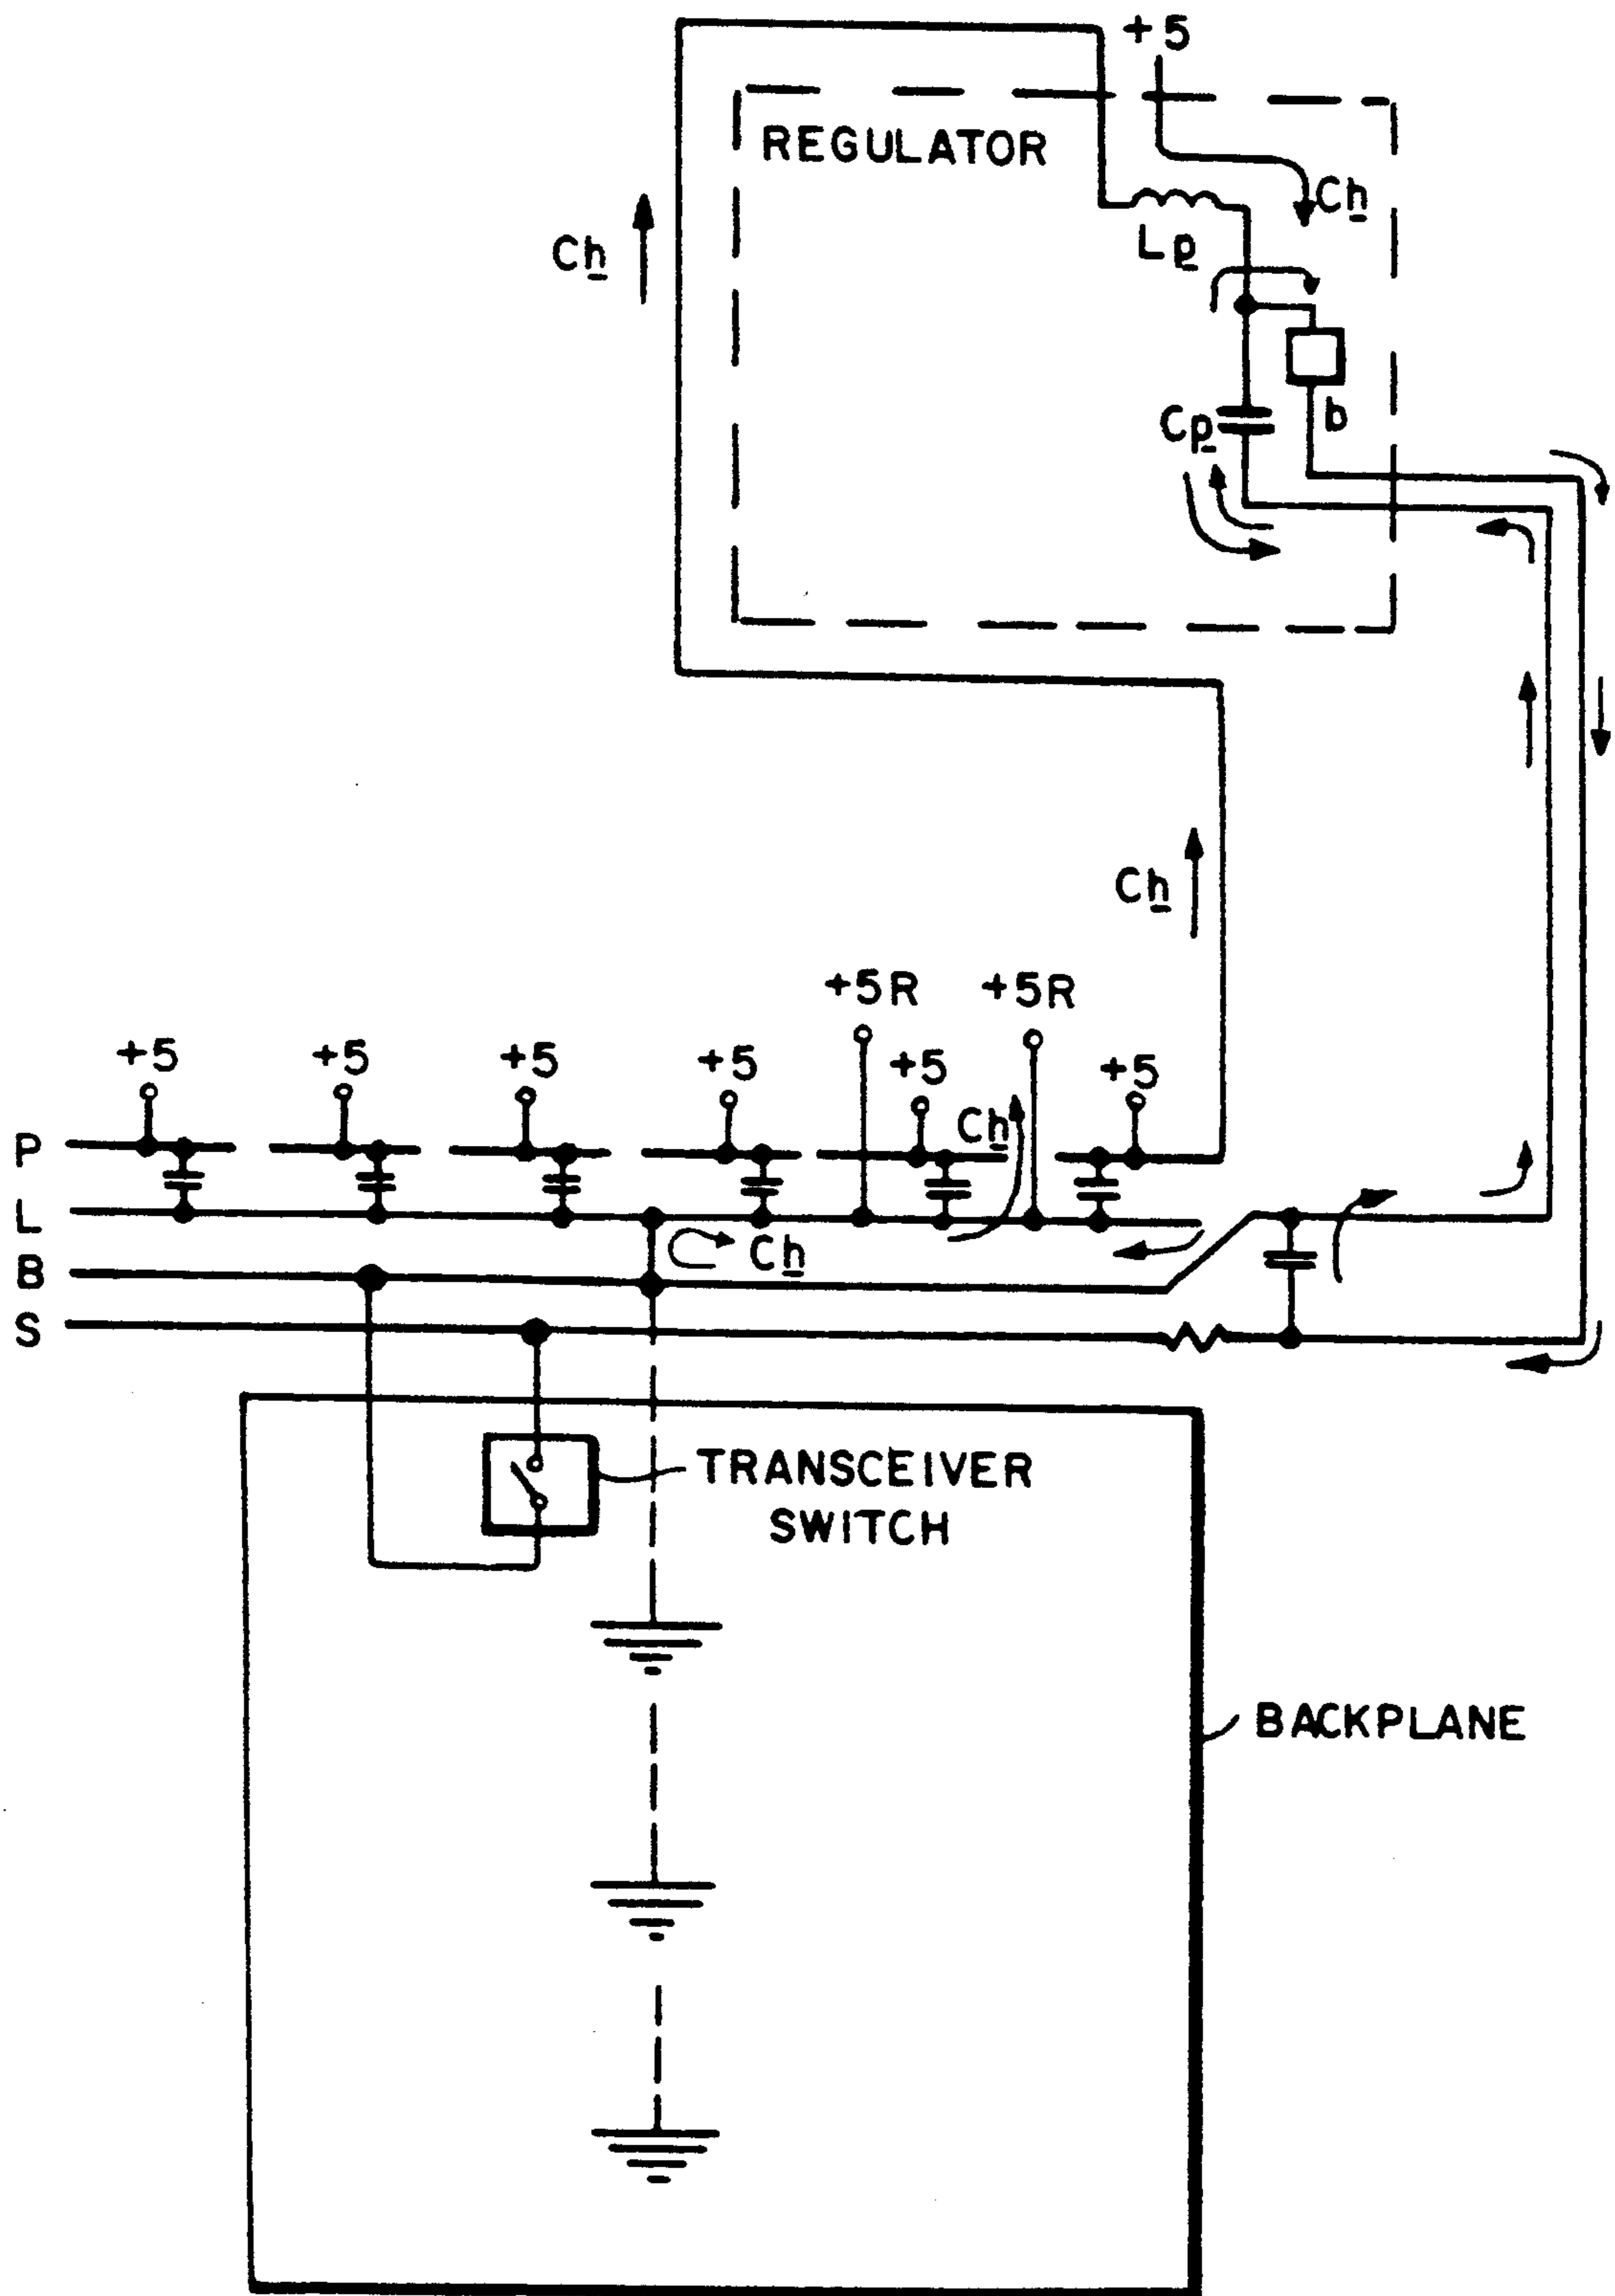 +5
REGULATOR
Ch
Ch
Lp
Cp
b
Ch
+5R
+5R
+5
+5
+5
+5
+5
+5
Ch
P
L
Ch
B
S
TRANSCEIVER
SWITCH
BACKPLANE